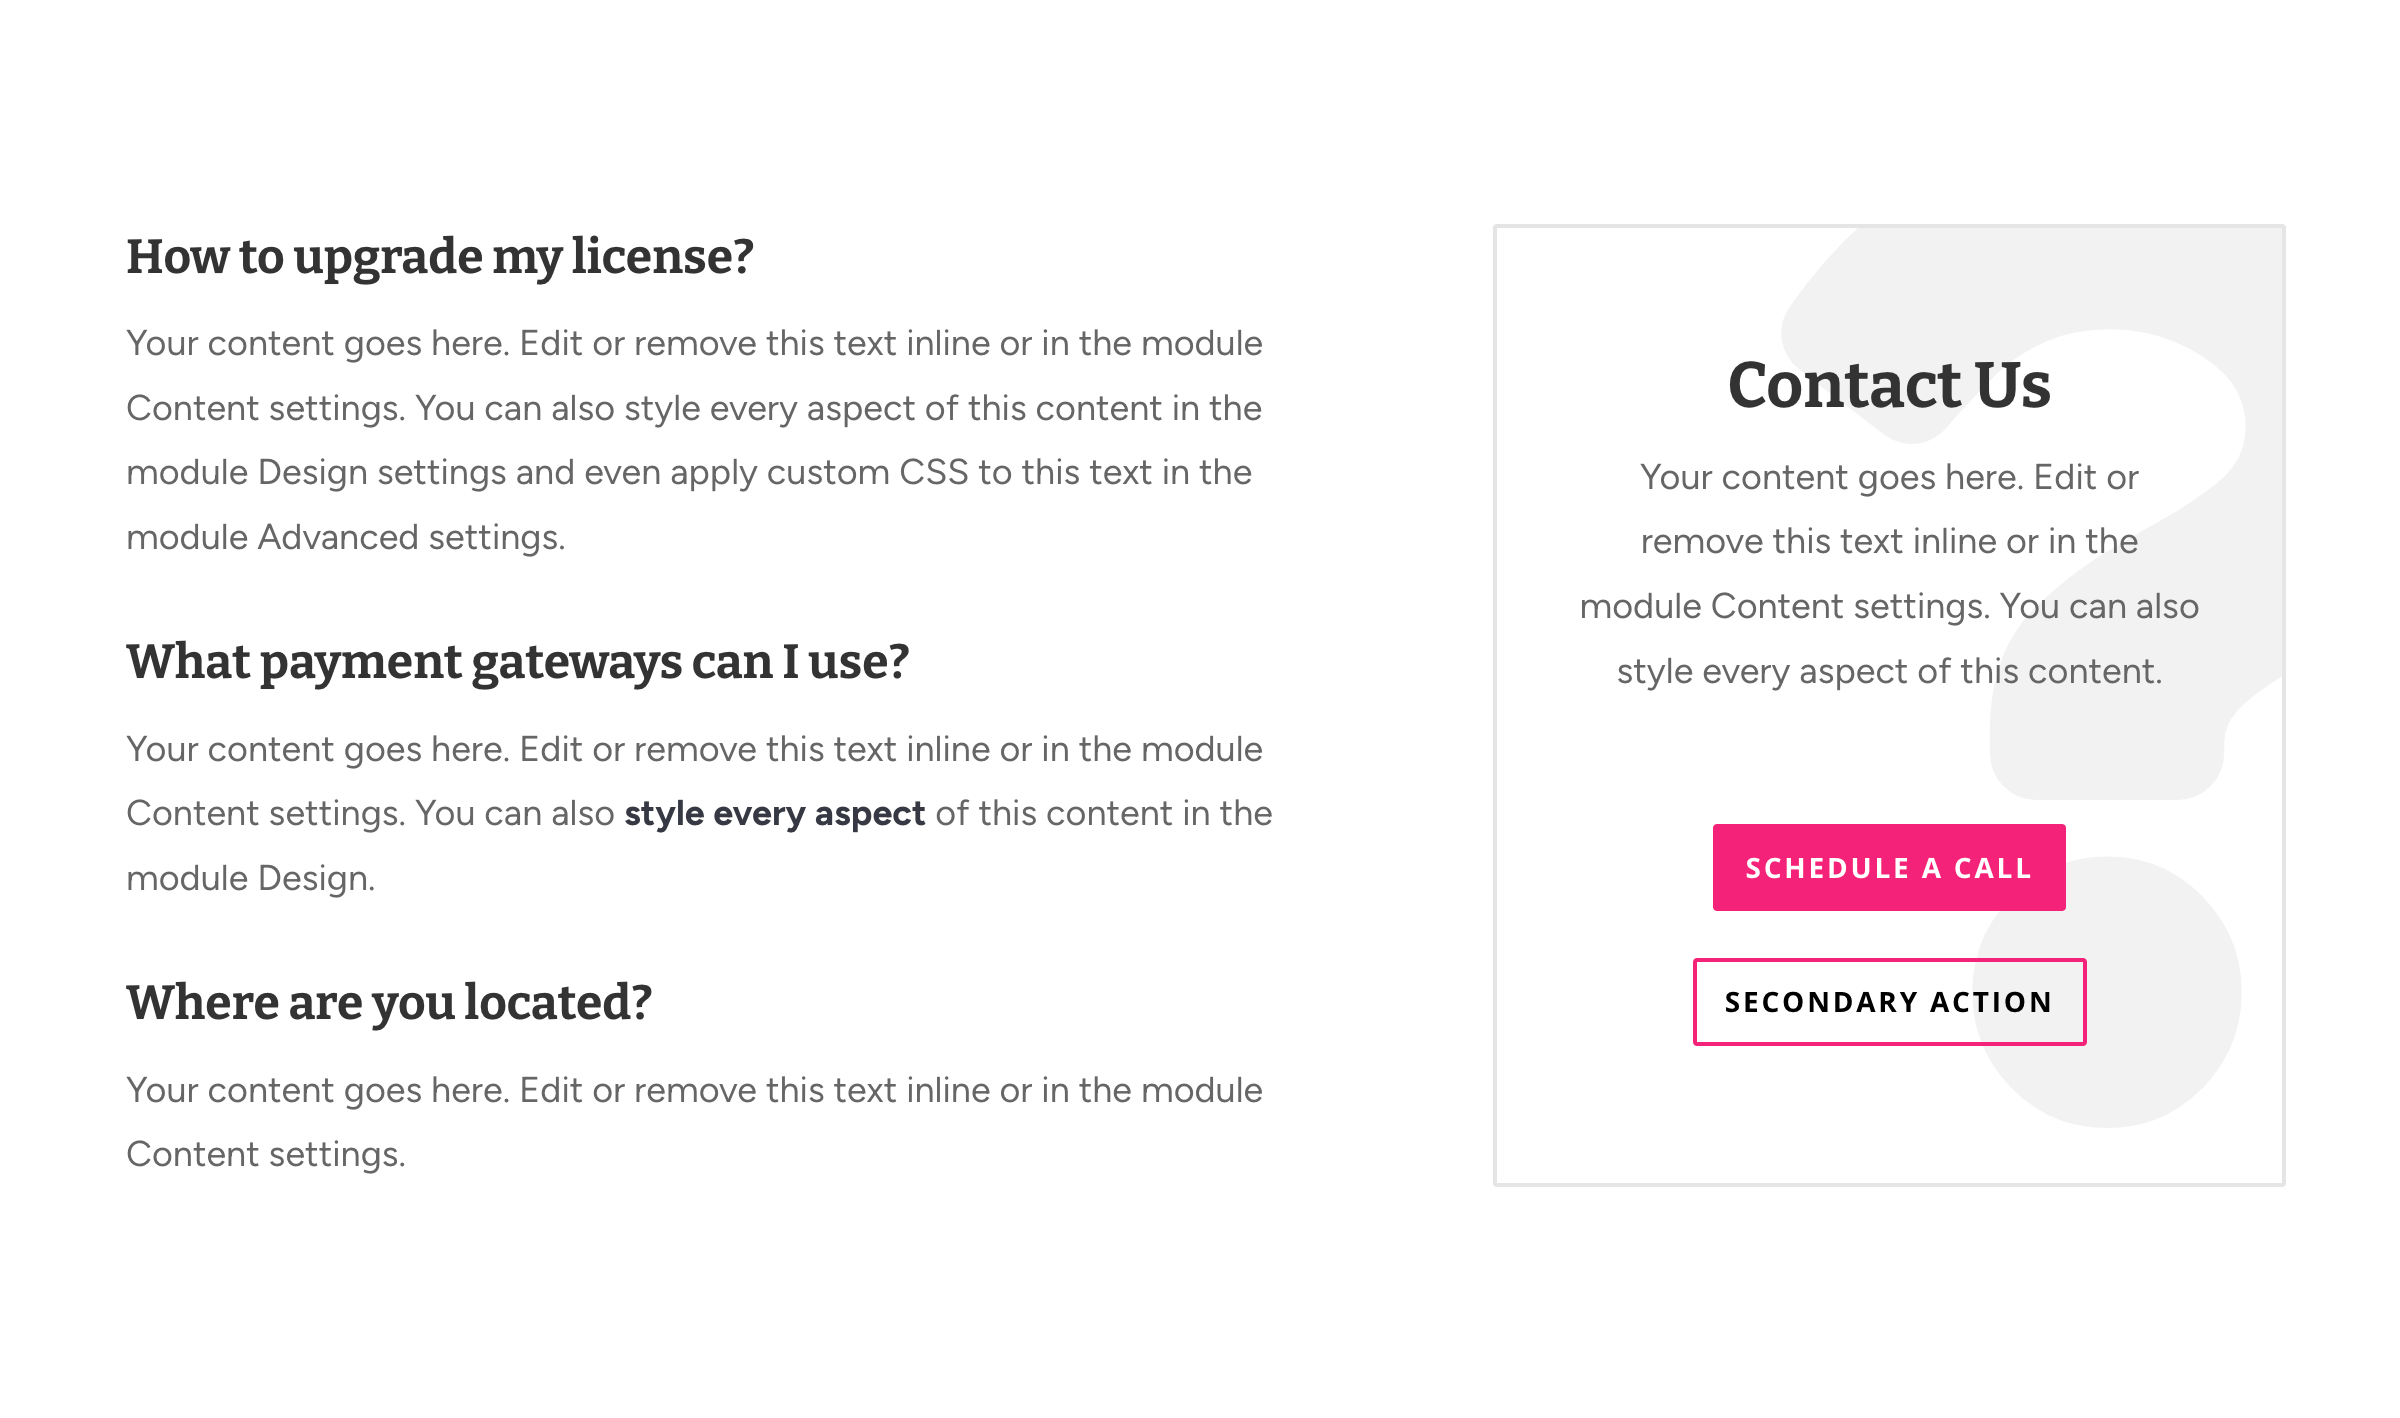 How to upgrade my license?
Your content goes here. Edit or remove this text inline or in the module
Content settings. You can also style every aspect of this content in the
module Design settings and even apply custom CSS to this text in the
module Advanced settings.
What payment gateways can I use?
Your content goes here. Edit or remove this text inline or in the module
Content settings. You can also style every aspect of this content in the
module Design.
Where are you located?
Your content goes here. Edit or remove this text inline or in the module
Content settings.
Contact Us
Your content goes here. Edit or
remove this text inline or in the
module Content settings. You can also
style every aspect of this content.
SCHEDULE A CALL
SECONDARY ACTION